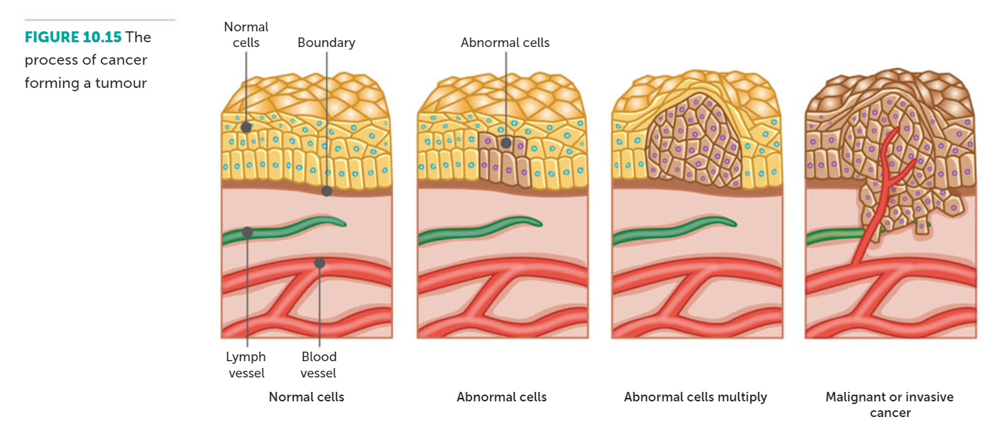 FIGURE 10.15 The
process of cancer
forming a tumour
Normal
cells
Boundary
Abnormal cells
Lymph
vessel
Blood
vessel
Normal cells
Abnormal cells
Abnormal cells multiply
Malignant or invasive
cancer